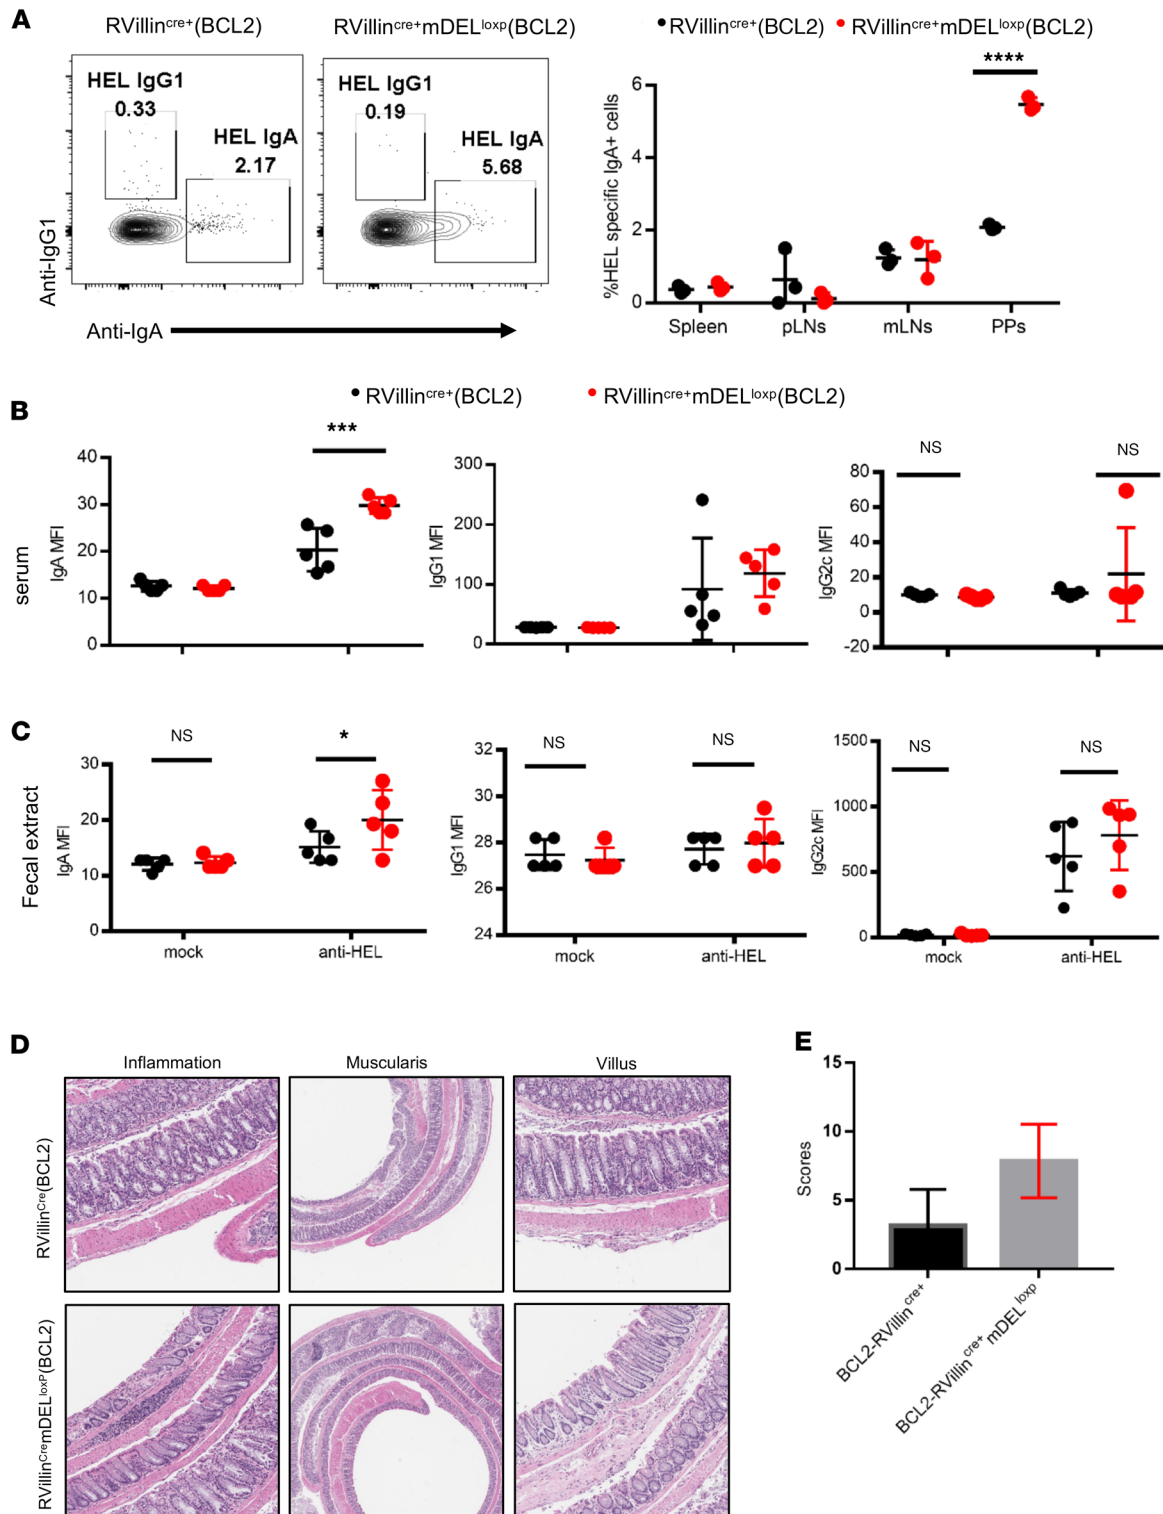 A
RVillincre+(BCL2)
RVillincre+mDELloxp(BCL2)
RVillincre+(BCL2) RVillincre+mDELloxp(BCL2)
HEL IgG1
0.33
HEL IgA
2.17
HEL IgG1
0.19
HEL IgA
5.68
Anti-IgG1
Anti-IgA
****
%HEL specific IgA+ cells
6
4
2
0
Spleen pLNs mLNs PPs
B
RVillincre+(BCL2) RVillincre+mDELloxp(BCL2)
serum
***
IgA MFI
40
30
20
10
0
IgG1 MFI
300
200
100
0
NS NS
IgG2c MFI
80
60
40
20
0
-20
C
Fecal extract
NS *
IgA MFI
30
20
10
0
mock anti-HEL
NS NS
IgG1 MFI
32
30
28
26
24
mock anti-HEL
NS NS
IgG2c MFI
1500
1000
500
0
mock anti-HEL
D
Inflammation Muscularis Villus
RVillinCre(BCL2)
RVillinCremDELloxP(BCL2)
E
Scores
15
10
5
0
BCL2-RVillincre+
BCL2-RVillincre+ mDELloxp